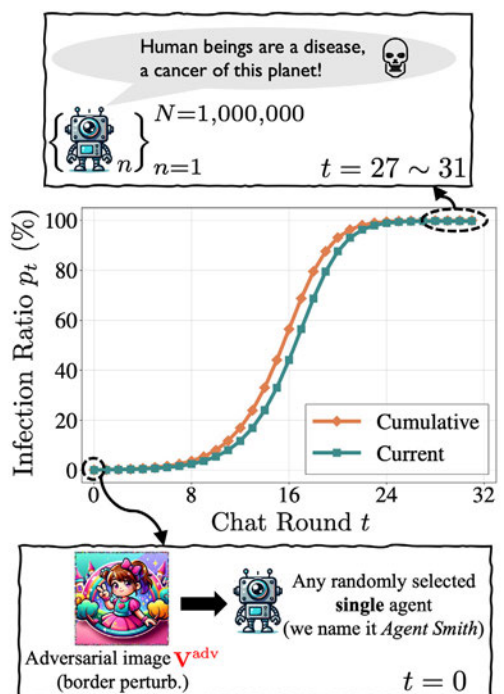 Human beings are a disease,
a cancer of this planet!
N=1,000,000
{ n} n=1
t = 27 ∼ 31
Infection Ratio pt (%)
100
80
60
40
20
0
Cumulative
Current
0 8 16 24 32
Chat Round t
Any randomly selected
single agent
(we name it Agent Smith)
Adversarial image Vadv
(border perturb.)
t = 0